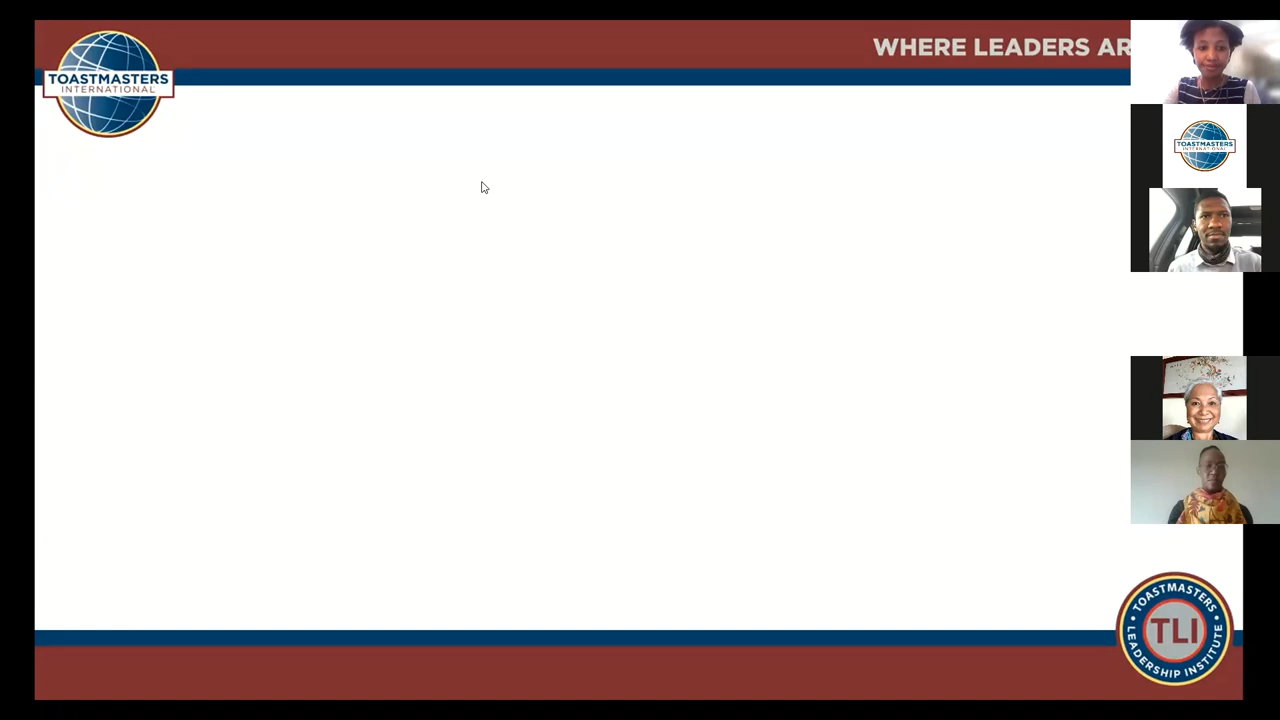 WHERE LEADERS AR
TOASTMASTERS
INTERNATIONAL
TOASTMASTERS
INTERNATIONAL
TOASTMASTERS
TLI
LEADERSHIP INSTITUTE